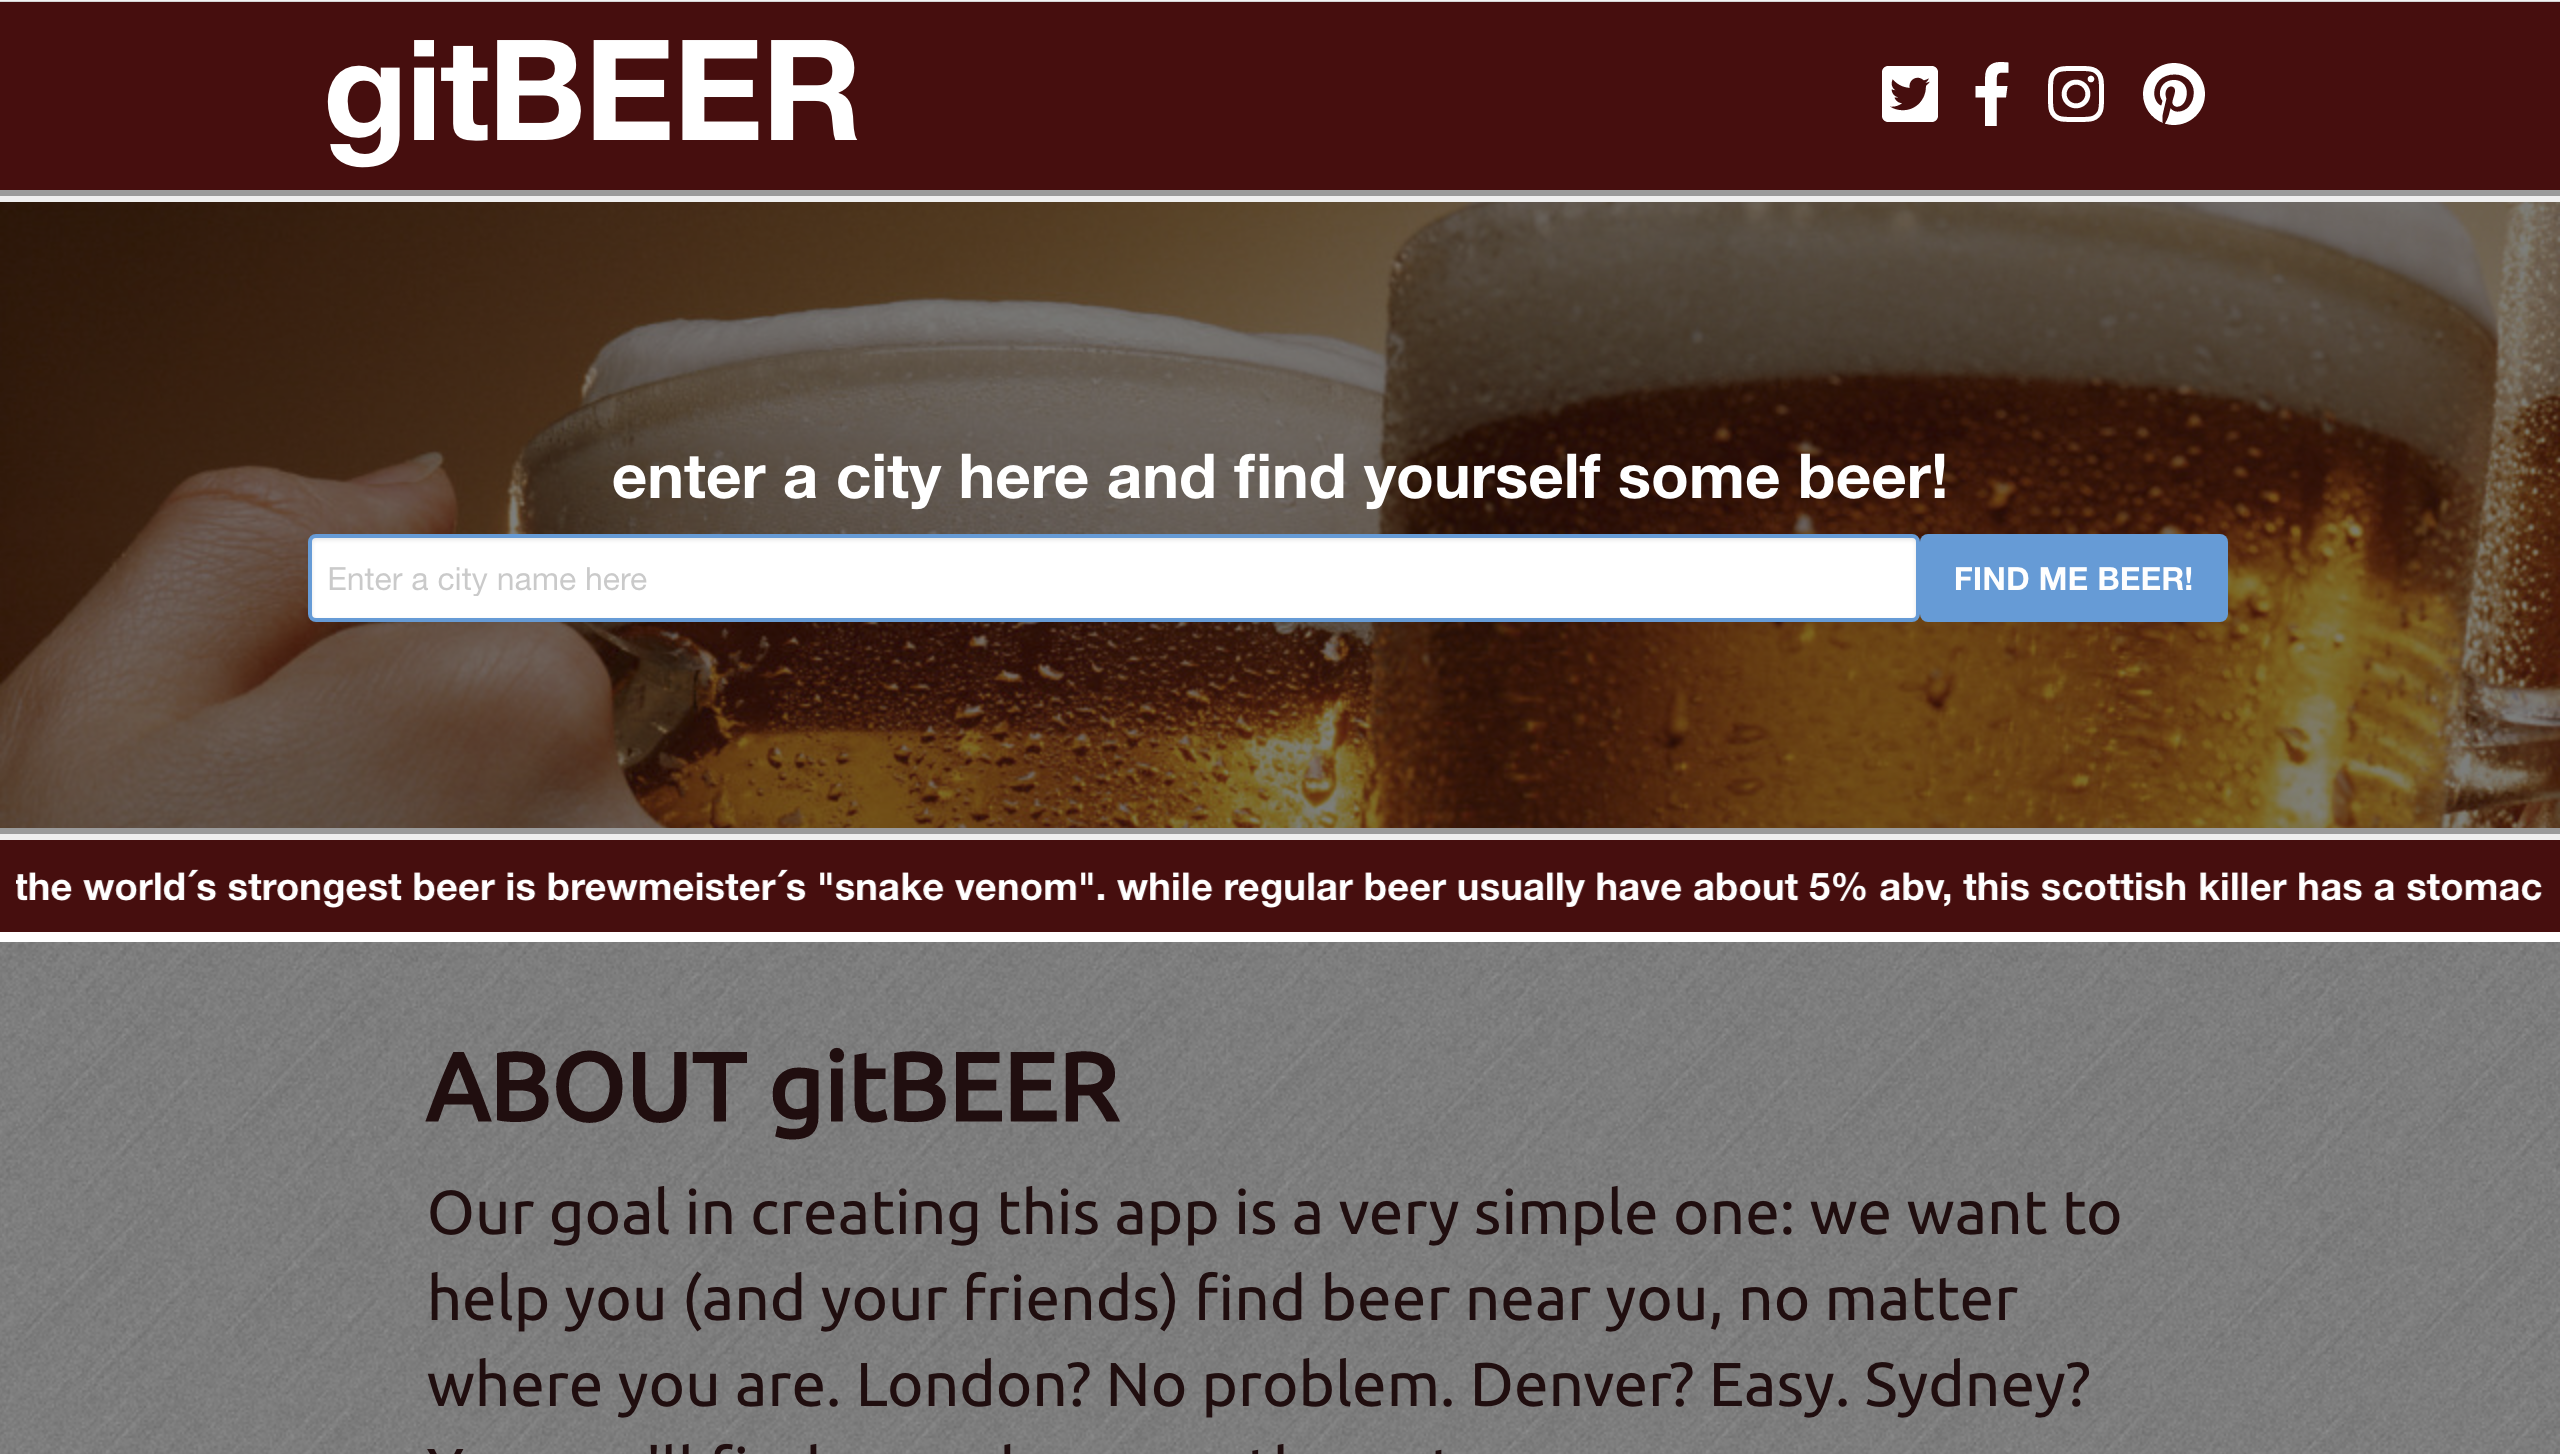 gitBEER
enter a city here and find yourself some beer!
Enter a city name here
FIND ME BEER!
the world´s strongest beer is brewmeister´s "snake venom". while regular beer usually have about 5% abv, this scottish killer has a stomac
ABOUT gitBEER
Our goal in creating this app is a very simple one: we want to
help you (and your friends) find beer near you, no matter
where you are. London? No problem. Denver? Easy. Sydney?